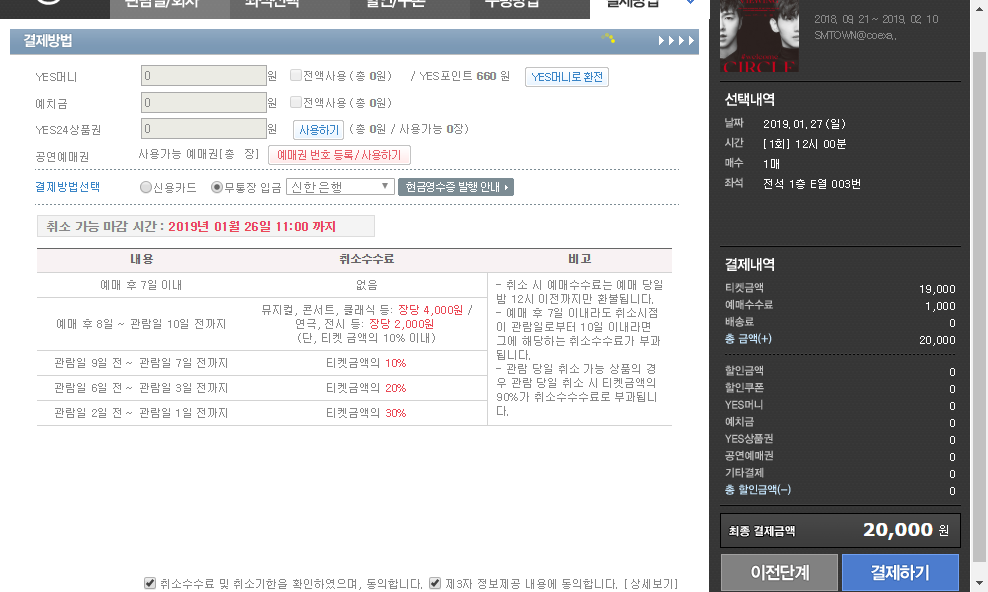 관람일/회차 좌석선택 할인/쿠폰 수령방법 결제방법
결제방법
YES머니 0 원 전액사용 (총 0원) / YES포인트 660 원 YES머니로 환전
예치금 0 원 전액사용 (총 0원)
YES24상품권 0 원 사용하기 (총 0원 / 사용가능 0장)
공연예매권 사용가능 예매권[총 장] 예매권 번호 등록/사용하기
결제방법선택 신용카드 무통장 입금 신한은행 현금영수증 발행 안내
취소 가능 마감 시간 : 2019년 01월 26일 11:00 까지
내용 취소수수료 비고
예매 후 7일 이내 없음
예매 후 8일 ~ 관람일 10일 전까지 뮤지컬, 콘서트, 클래식 등: 장당 4,000원 /
연극, 전시 등: 장당 2,000원
(단, 티켓 금액의 10% 이내)
관람일 9일 전 ~ 관람일 7일 전까지 티켓금액의 10%
관람일 6일 전 ~ 관람일 3일 전까지 티켓금액의 20%
관람일 2일 전 ~ 관람일 1일 전까지 티켓금액의 30%
- 취소 시 예매수수료는 예매 당일
밤 12시 이전까지만 환불됩니다.
- 예매 후 7일 이내라도 취소시점
이 관람일로부터 10일 이내라면
그에 해당하는 취소수수료가 부과
됩니다.
- 관람 당일 취소 가능 상품의 경
우 관람 당일 취소 시 티켓금액의
90%가 취소수수수료로 부과됩니
다.
취소수수료 및 취소기한을 확인하였으며, 동의합니다. 제3자 정보제공 내용에 동의합니다. [상세보기]
CIRCLE
2018. 09. 21 ~ 2019. 02. 10
SMTOWN@coexa..
선택내역
날짜 2019.01.27(일)
시간 [1회] 12시 00분
매수 1매
좌석 전석 1층 E열 003번
결제내역
티켓금액 19,000
예매수수료 1,000
배송료 0
총 금액(+) 20,000
할인금액 0
할인쿠폰 0
YES머니 0
예치금 0
YES상품권 0
공연예매권 0
기타결제 0
총 할인금액(-) 0
최종 결제금액 20,000 원
이전단계 결제하기